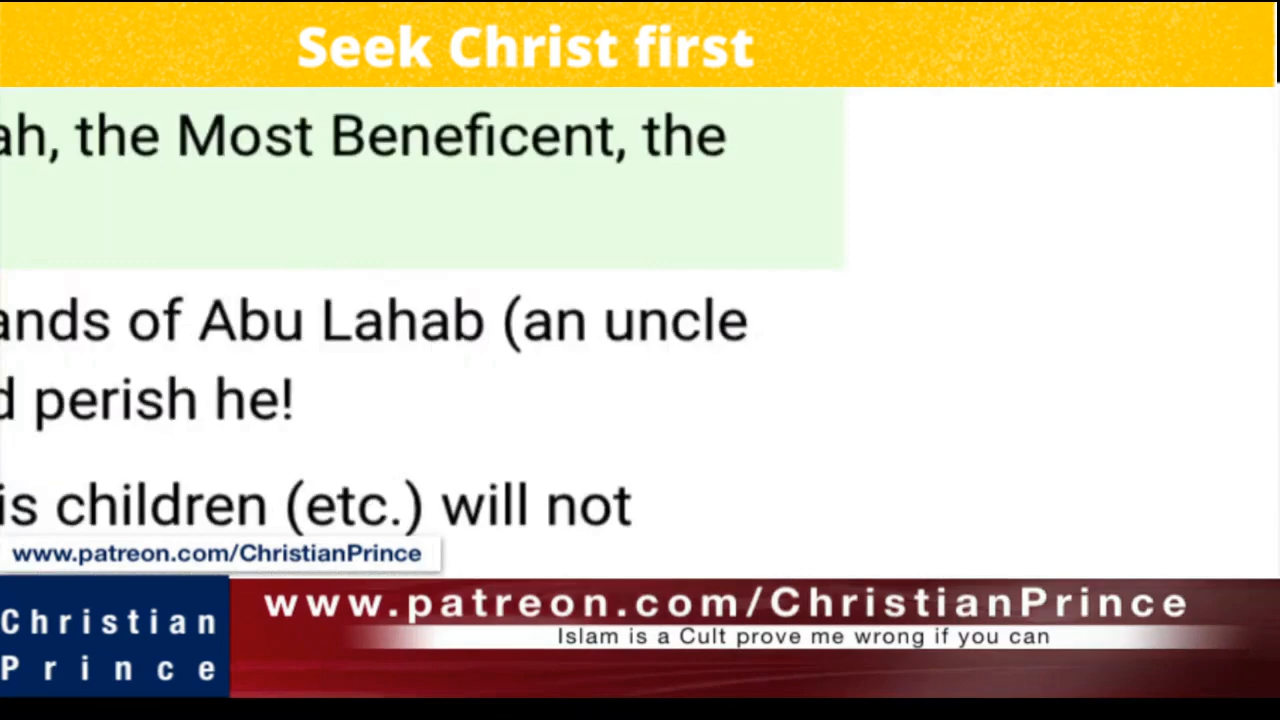 Seek Christ first
ah, the Most Beneficent, the
ands of Abu Lahab (an uncle
d perish he!
is children (etc.) will not
www.patreon.com/ChristianPrince
Christian
Prince
www.patreon.com/ChristianPrince
Islam is a Cult prove me wrong if you can